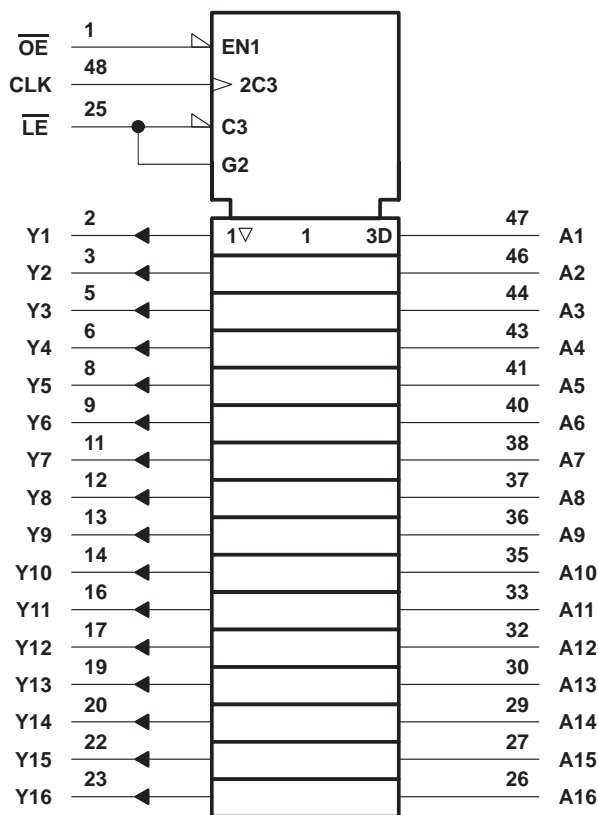 OE 1 EN1
CLK 48 2C3
LE 25 C3
G2
Y1 2 1▽ 1 3D 47 A1
Y2 3 46 A2
Y3 5 44 A3
Y4 6 43 A4
Y5 8 41 A5
Y6 9 40 A6
Y7 11 38 A7
Y8 12 37 A8
Y9 13 36 A9
Y10 14 35 A10
Y11 16 33 A11
Y12 17 32 A12
Y13 19 30 A13
Y14 20 29 A14
Y15 22 27 A15
Y16 23 26 A16